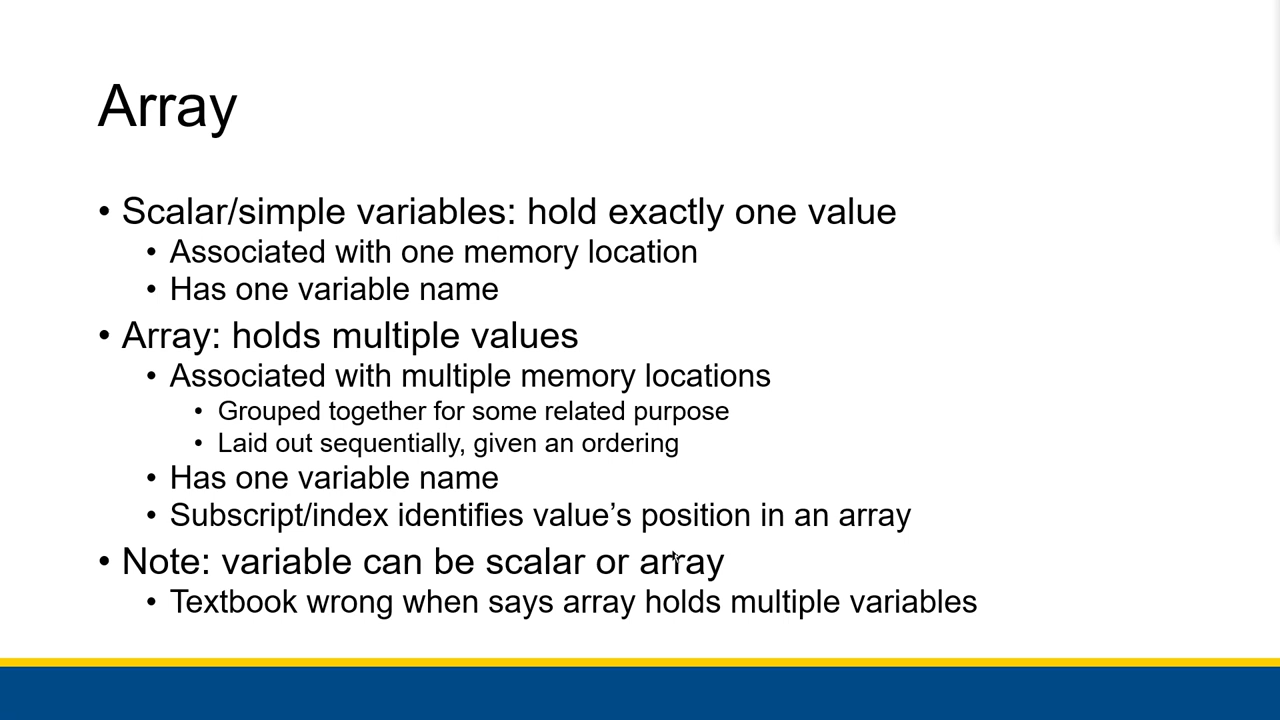 Array
• Scalar/simple variables: hold exactly one value
• Associated with one memory location
• Has one variable name
• Array: holds multiple values
• Associated with multiple memory locations
• Grouped together for some related purpose
• Laid out sequentially, given an ordering
• Has one variable name
• Subscript/index identifies value’s position in an array
• Note: variable can be scalar or array
• Textbook wrong when says array holds multiple variables